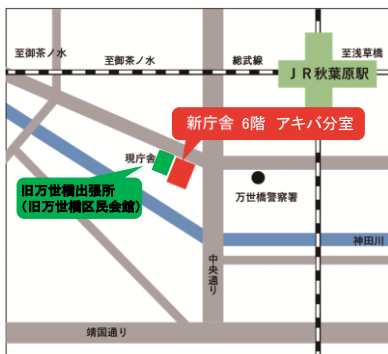 至御茶ノ水
至御茶ノ水
総武線
至浅草橋
JR秋葉原駅
新庁舎 6階 アキバ分室
現庁舎
旧万世橋出張所
(旧万世橋区民会館)
万世橋警察署
神田川
中央通り
靖国通り